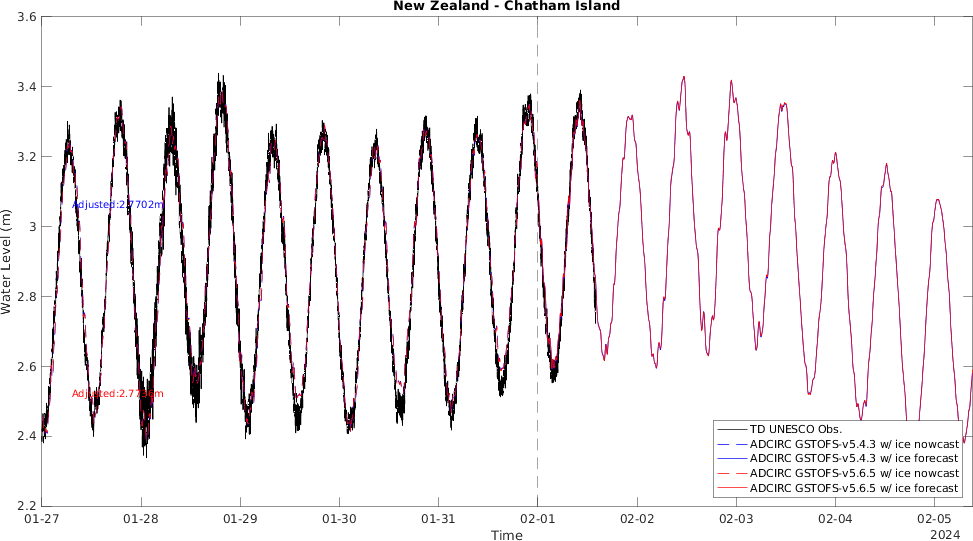 New Zealand - Chatham Island
3.6
3.4
3.2
3
2.8
2.6
2.4
2.2
Water Level (m)
Adjusted:2.7702m
01-27
01-28
01-29
01-30
01-31
02-01
02-02
02-03
02-04
02-05
Time
2024
TD UNESCO Obs.
ADCIRC GSTOFS-v5.4.3 w/ ice nowcast
ADCIRC GSTOFS-v5.4.3 w/ ice forecast
ADCIRC GSTOFS-v5.6.5 w/ ice nowcast
ADCIRC GSTOFS-v5.6.5 w/ ice forecast